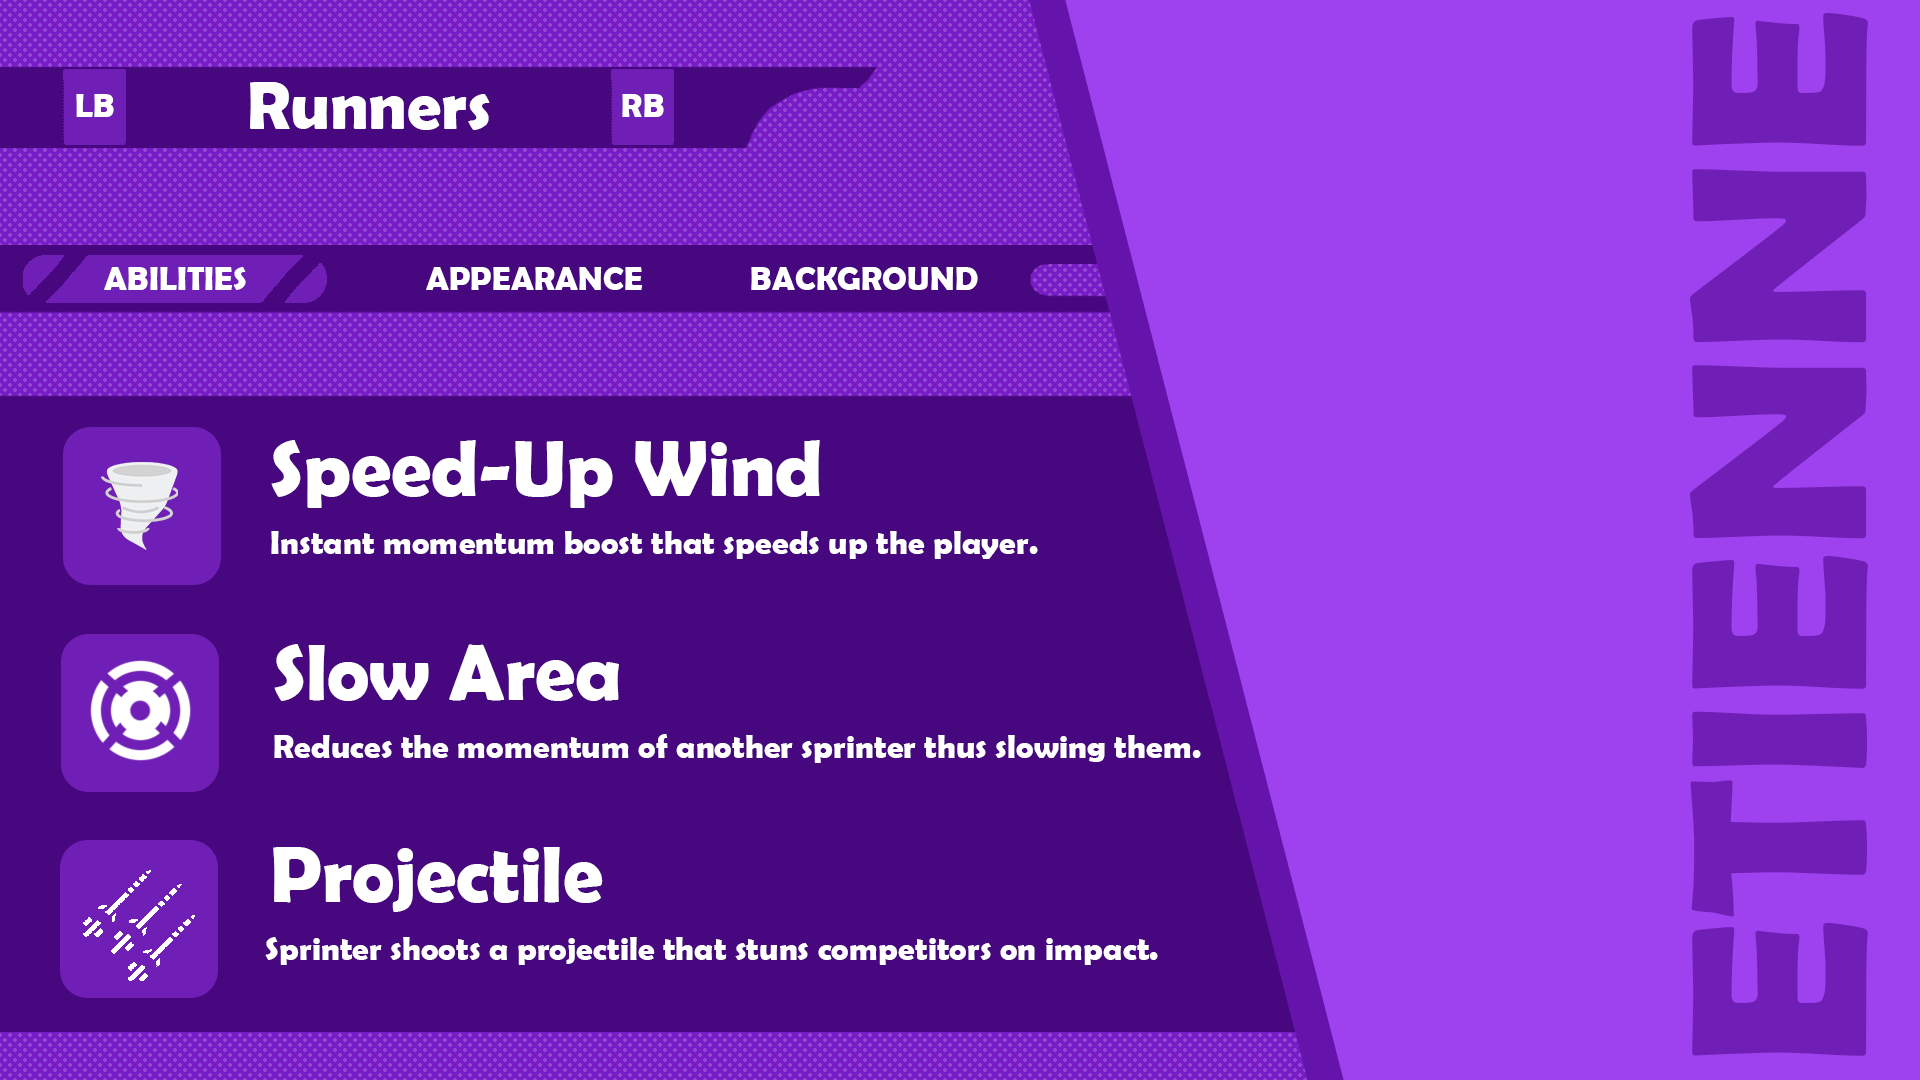 LB Runners RB
ABILITIES APPEARANCE BACKGROUND
Speed-Up Wind
Instant momentum boost that speeds up the player.
Slow Area
Reduces the momentum of another sprinter thus slowing them.
Projectile
Sprinter shoots a projectile that stuns competitors on impact.
ETIENNE